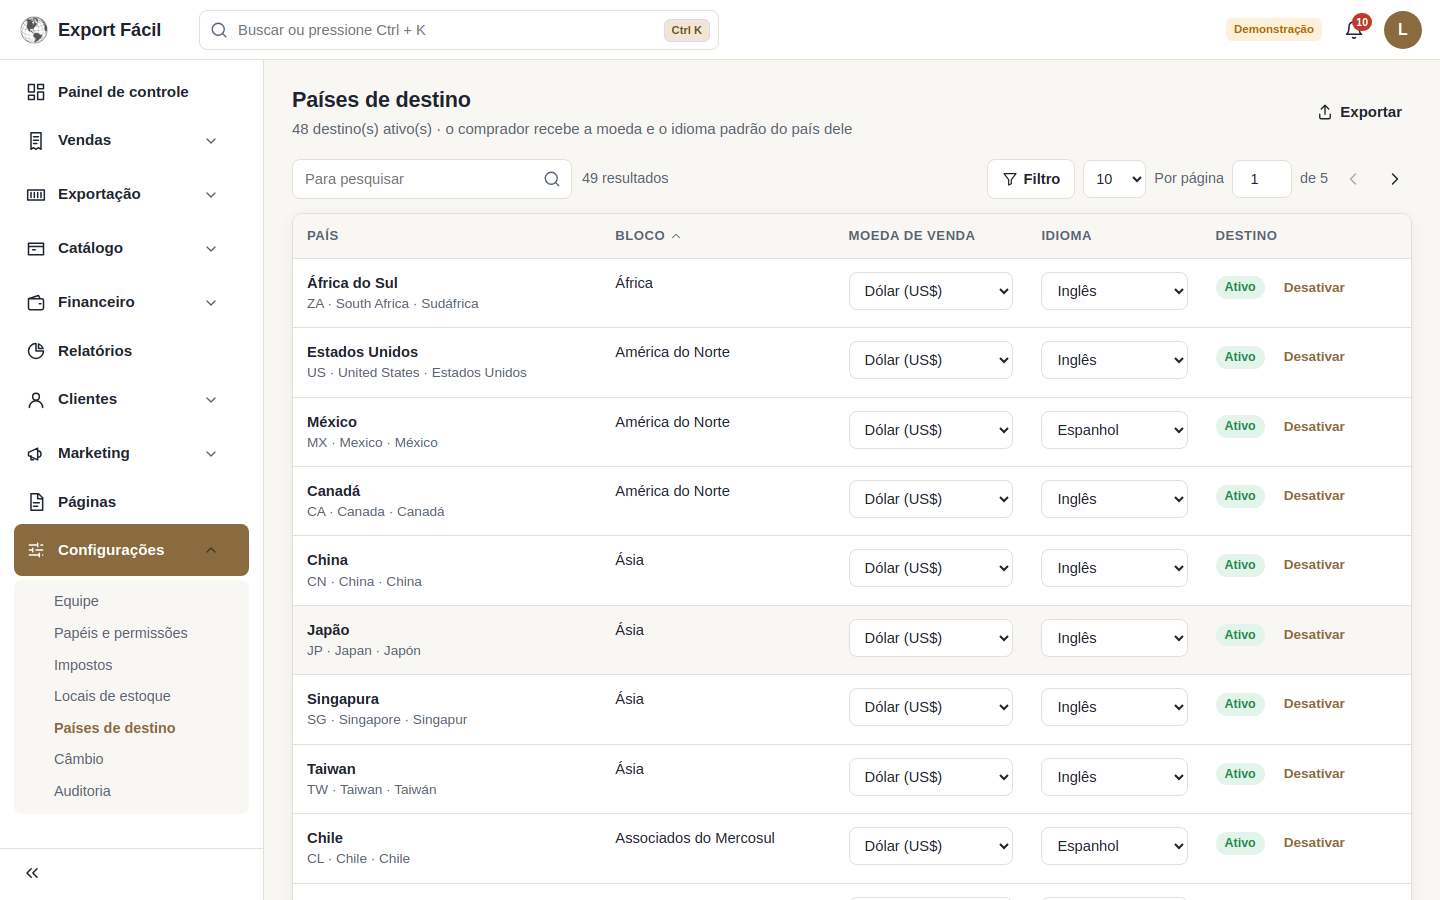 Export Fácil
Buscar ou pressione Ctrl + K
Ctrl K
Demonstração
10
L
Painel de controle
Vendas
Exportação
Catálogo
Financeiro
Relatórios
Clientes
Marketing
Páginas
Configurações
Equipe
Papéis e permissões
Impostos
Locais de estoque
Países de destino
Câmbio
Auditoria
Países de destino
48 destino(s) ativo(s) · o comprador recebe a moeda e o idioma padrão do país dele
Exportar
Para pesquisar
49 resultados
Filtro
10
Por página
1
de 5
PAÍS BLOCO MOEDA DE VENDA IDIOMA DESTINO
África do Sul África Dólar (US$) Inglês Ativo Desativar
ZA · South Africa · Sudáfrica
Estados Unidos América do Norte Dólar (US$) Inglês Ativo Desativar
US · United States · Estados Unidos
México América do Norte Dólar (US$) Espanhol Ativo Desativar
MX · Mexico · México
Canadá América do Norte Dólar (US$) Inglês Ativo Desativar
CA · Canada · Canadá
China Ásia Dólar (US$) Inglês Ativo Desativar
CN · China · China
Japão Ásia Dólar (US$) Inglês Ativo Desativar
JP · Japan · Japón
Singapura Ásia Dólar (US$) Inglês Ativo Desativar
SG · Singapore · Singapur
Taiwan Ásia Dólar (US$) Inglês Ativo Desativar
TW · Taiwan · Taiwán
Chile Associados do Mercosul Dólar (US$) Espanhol Ativo Desativar
CL · Chile · Chile